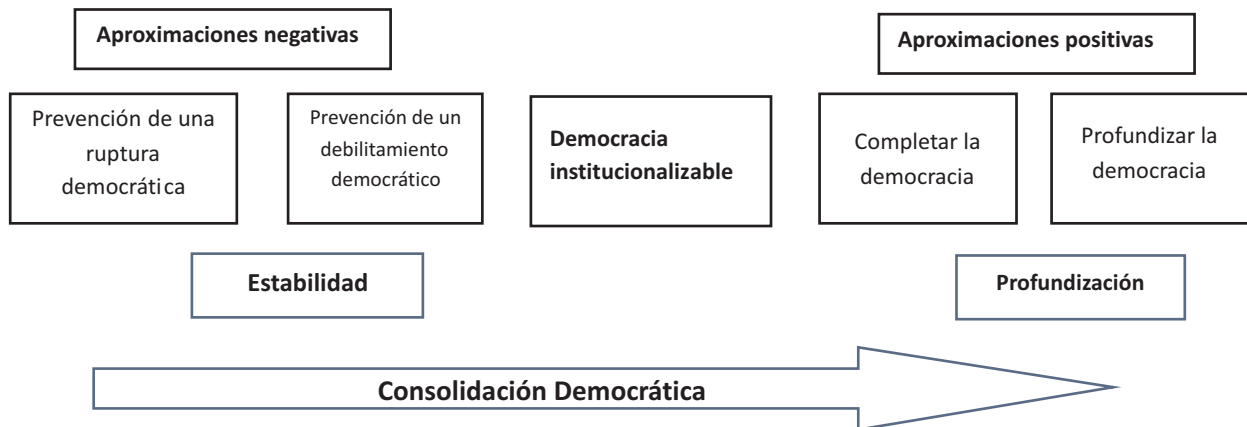 Aproximaciones negativas
Aproximaciones positivas
Prevención de una
ruptura
democrática
Prevención de un
debilitamiento
democrático
Democracia
institucionalizable
Completar la
democracia
Profundizar la
democracia
Estabilidad
Profundización
Consolidación Democrática